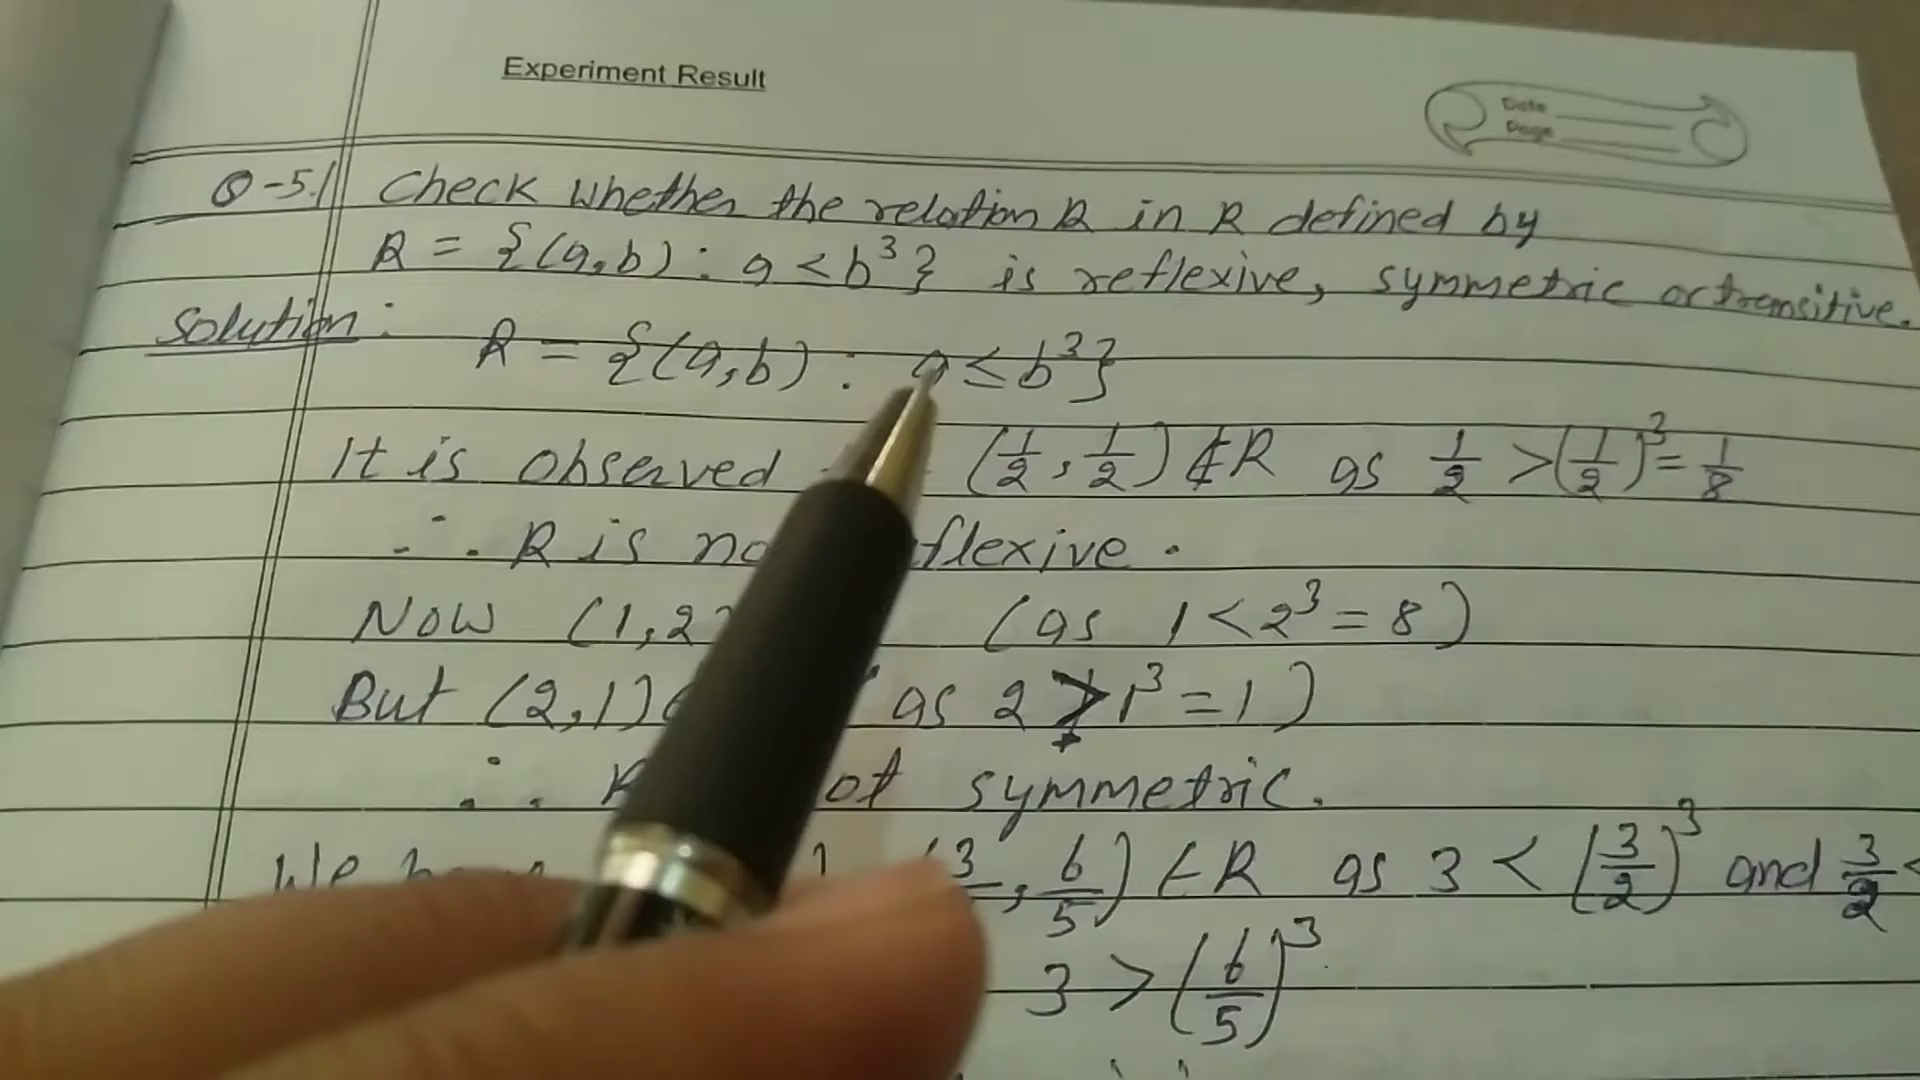 Experiment Result
Date
Page
Q-5./ Check whether the relation R in R defined by
R = {(a,b) : a < b³} is reflexive, symmetric or transitive.
Solution:
R = {(a,b) : a ≤ b³}
It is observed (1/2, 1/2) ∉ R as 1/2 > (1/2)³ = 1/8
∴ R is flexive.
Now (1,2 (as 1 < 2³ = 8)
But (2,1) as 2 > 1³ = 1)
∴ R ot symmetric.
We 3/ , 6/5) ∈ R as 3 < (3/2)³ and 3/2 <
3 > (6/5)³